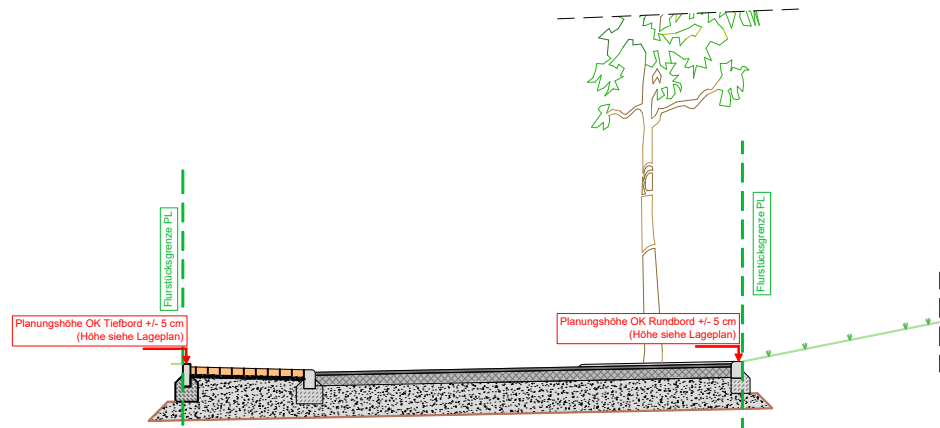 Flurstücksgrenze PL
Flurstücksgrenze PL
Planungshöhe OK Tiefbord +/- 5 cm
(Höhe siehe Lageplan)
Planungshöhe OK Rundbord +/- 5 cm
(Höhe siehe Lageplan)